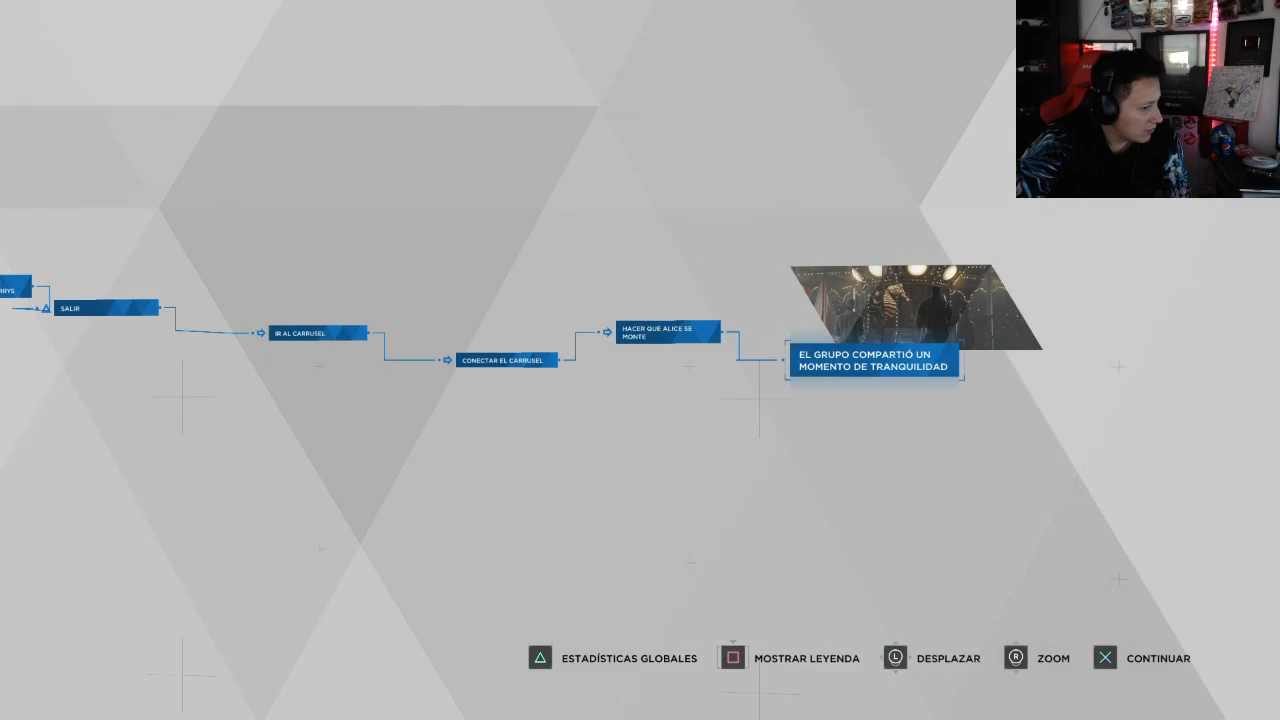 RRYS
SALIR
IR AL CARRUSEL
CONECTAR EL CARRUSEL
HACER QUE ALICE SE
MONTE
EL GRUPO COMPARTIÓ UN
MOMENTO DE TRANQUILIDAD
ESTADÍSTICAS GLOBALES
MOSTRAR LEYENDA
L
DESPLAZAR
R
ZOOM
CONTINUAR